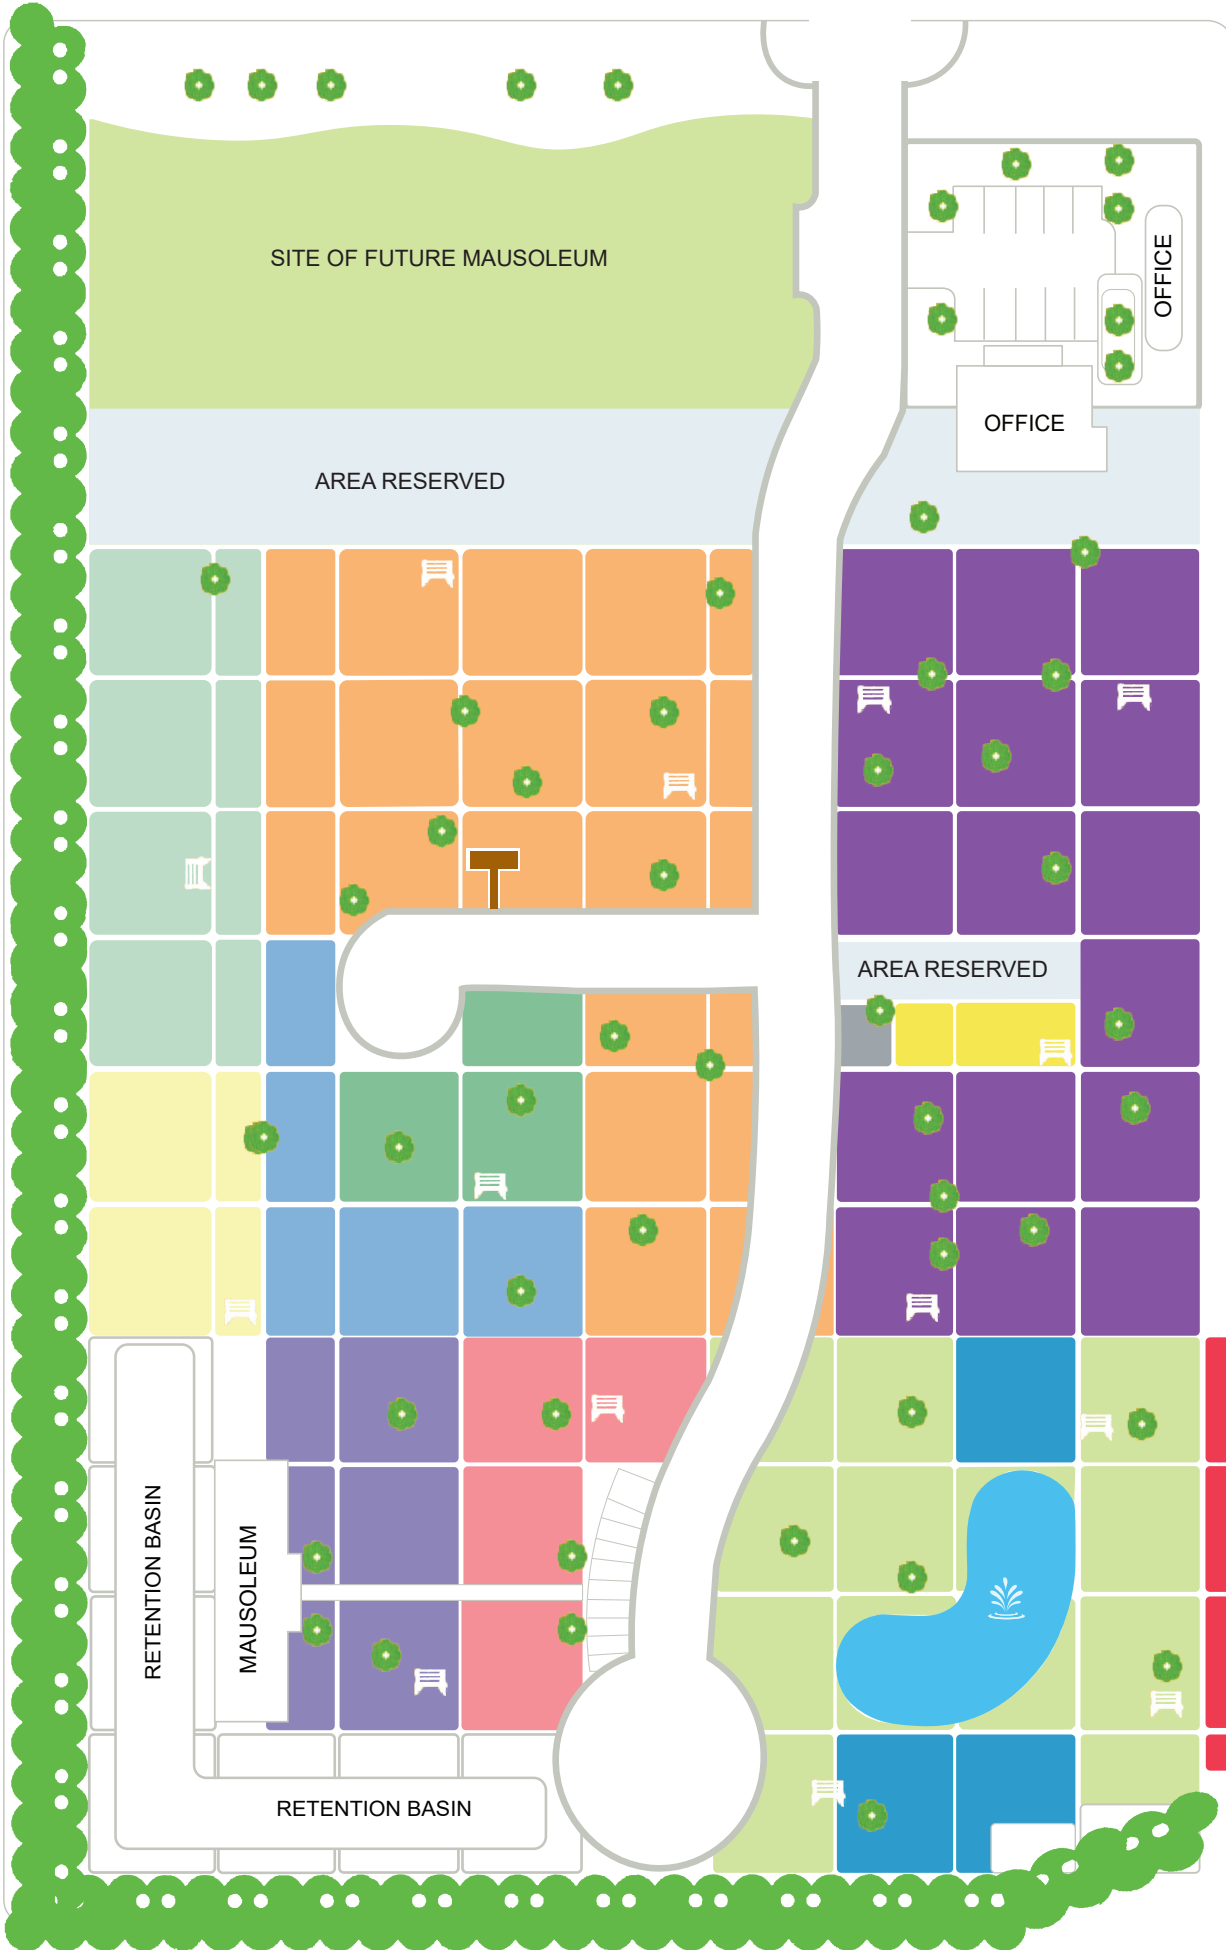 SITE OF FUTURE MAUSOLEUM
OFFICE
OFFICE
AREA RESERVED
AREA RESERVED
RETENTION BASIN
MAUSOLEUM
RETENTION BASIN